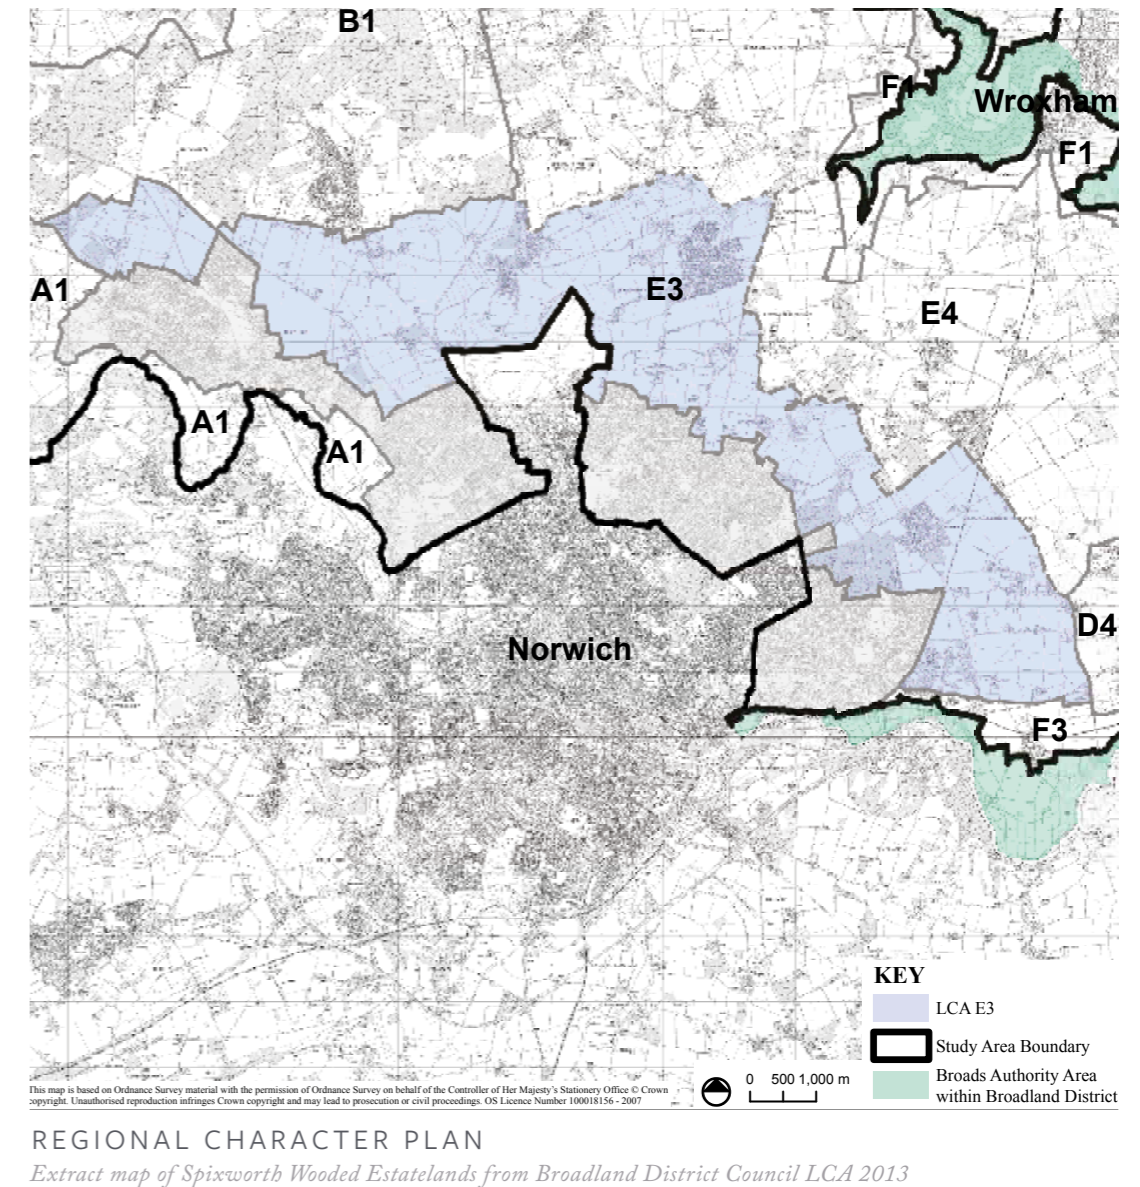 B1
F1
Wroxham
F1
A1
E3
E4
A1
A1
Norwich
D4
F3
KEY
LCA E3
Study Area Boundary
Broads Authority Area
within Broadland District
0 500 1,000 m
This map is based on Ordnance Survey material with the permission of Ordnance Survey on behalf of the Controller of Her Majesty's Stationery Office © Crown
copyright. Unauthorised reproduction infringes Crown copyright and may lead to prosecution or civil proceedings. OS Licence Number 100018156 - 2007
REGIONAL CHARACTER PLAN
Extract map of Spixworth Wooded Estatelands from Broadland District Council LCA 2013